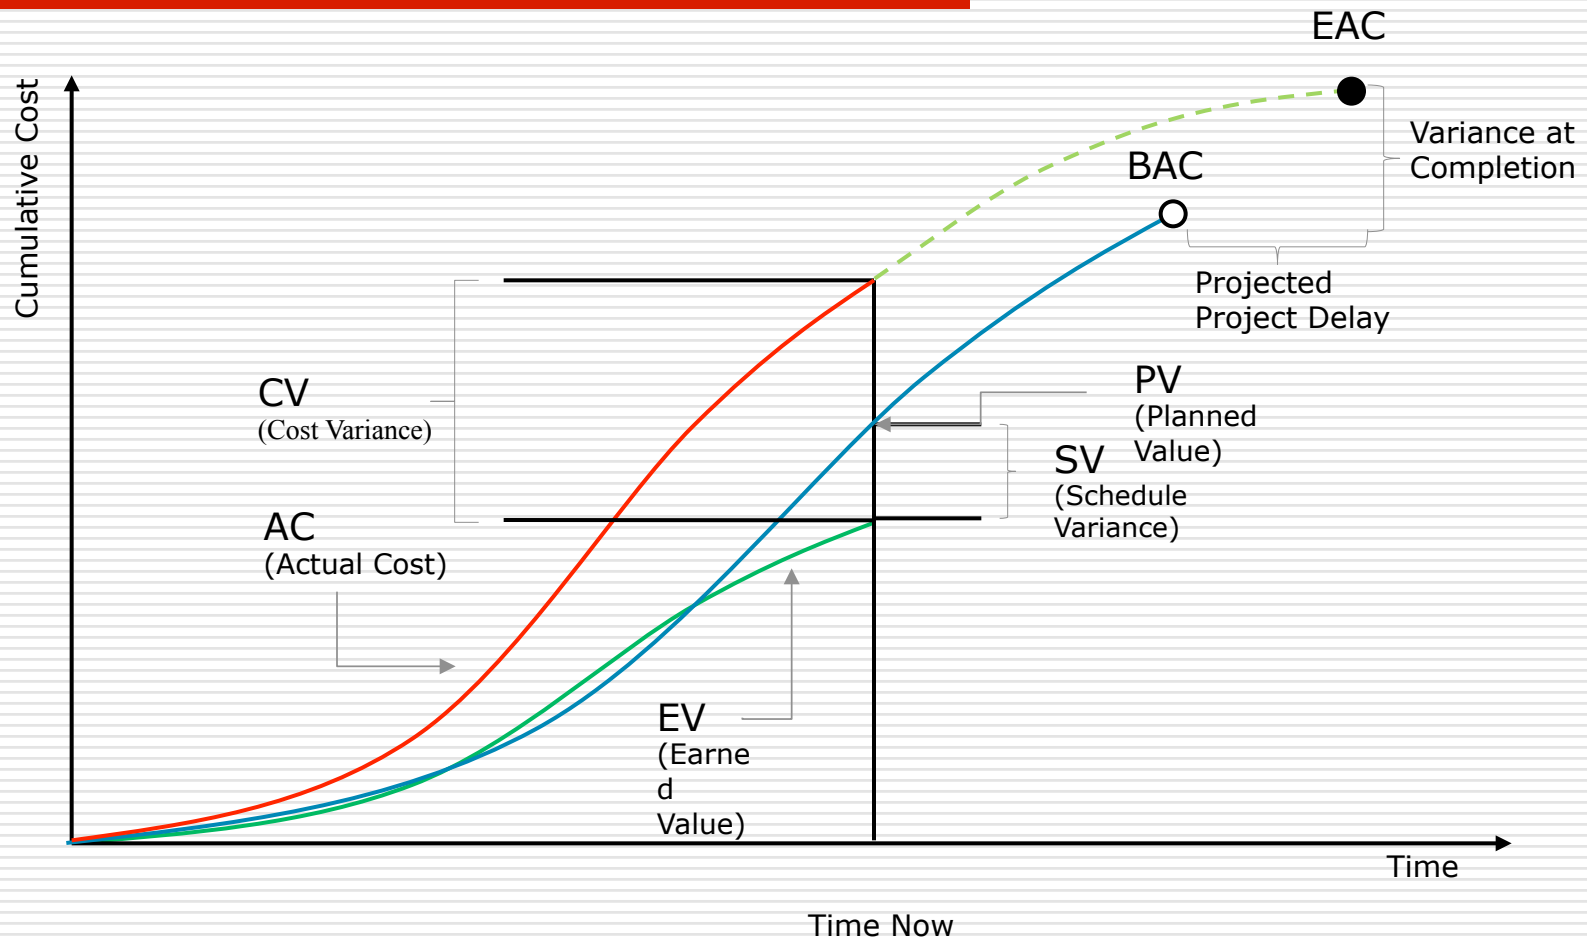 EAC
Cumulative Cost
Variance at
Completion
BAC
Projected
Project Delay
CV
(Cost Variance)
PV
(Planned
Value)
SV
(Schedule
Variance)
AC
(Actual Cost)
EV
(Earne
d
Value)
Time
Time Now